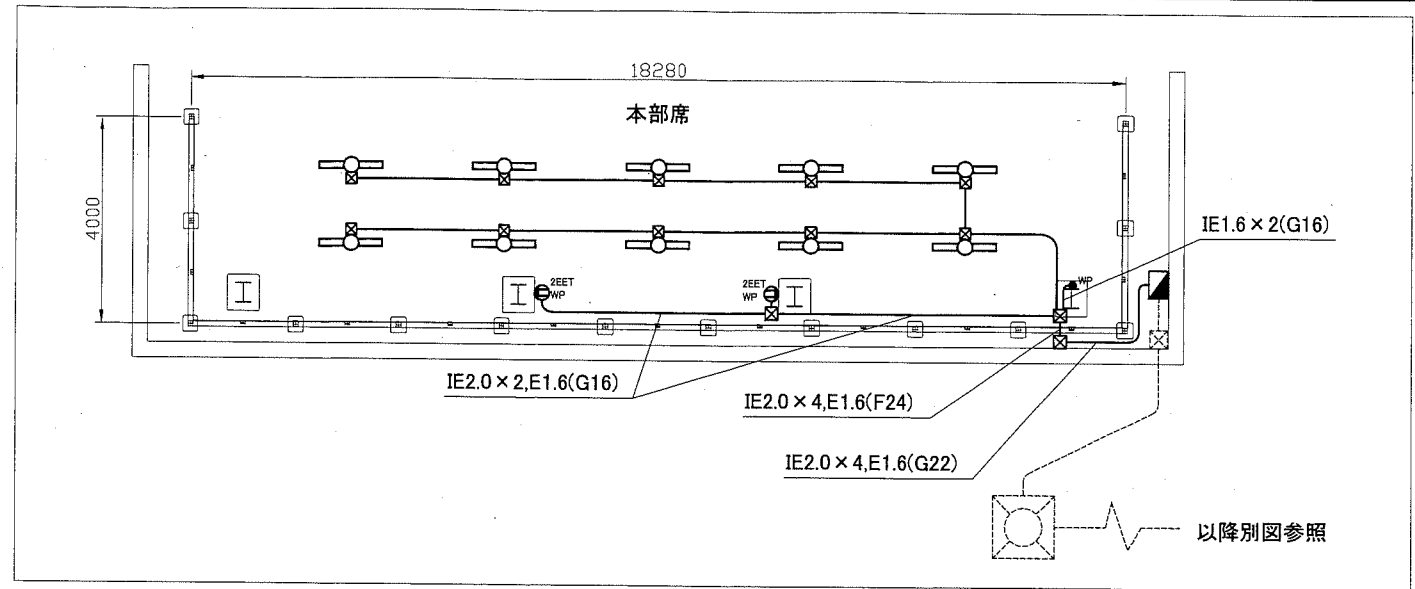 18280
本部席
4000
IE1.6×2(G16)
2EET
WP
2EET
WP
WP
IE2.0×2,E1.6(G16)
IE2.0×4,E1.6(F24)
IE2.0×4,E1.6(G22)
以降別図参照